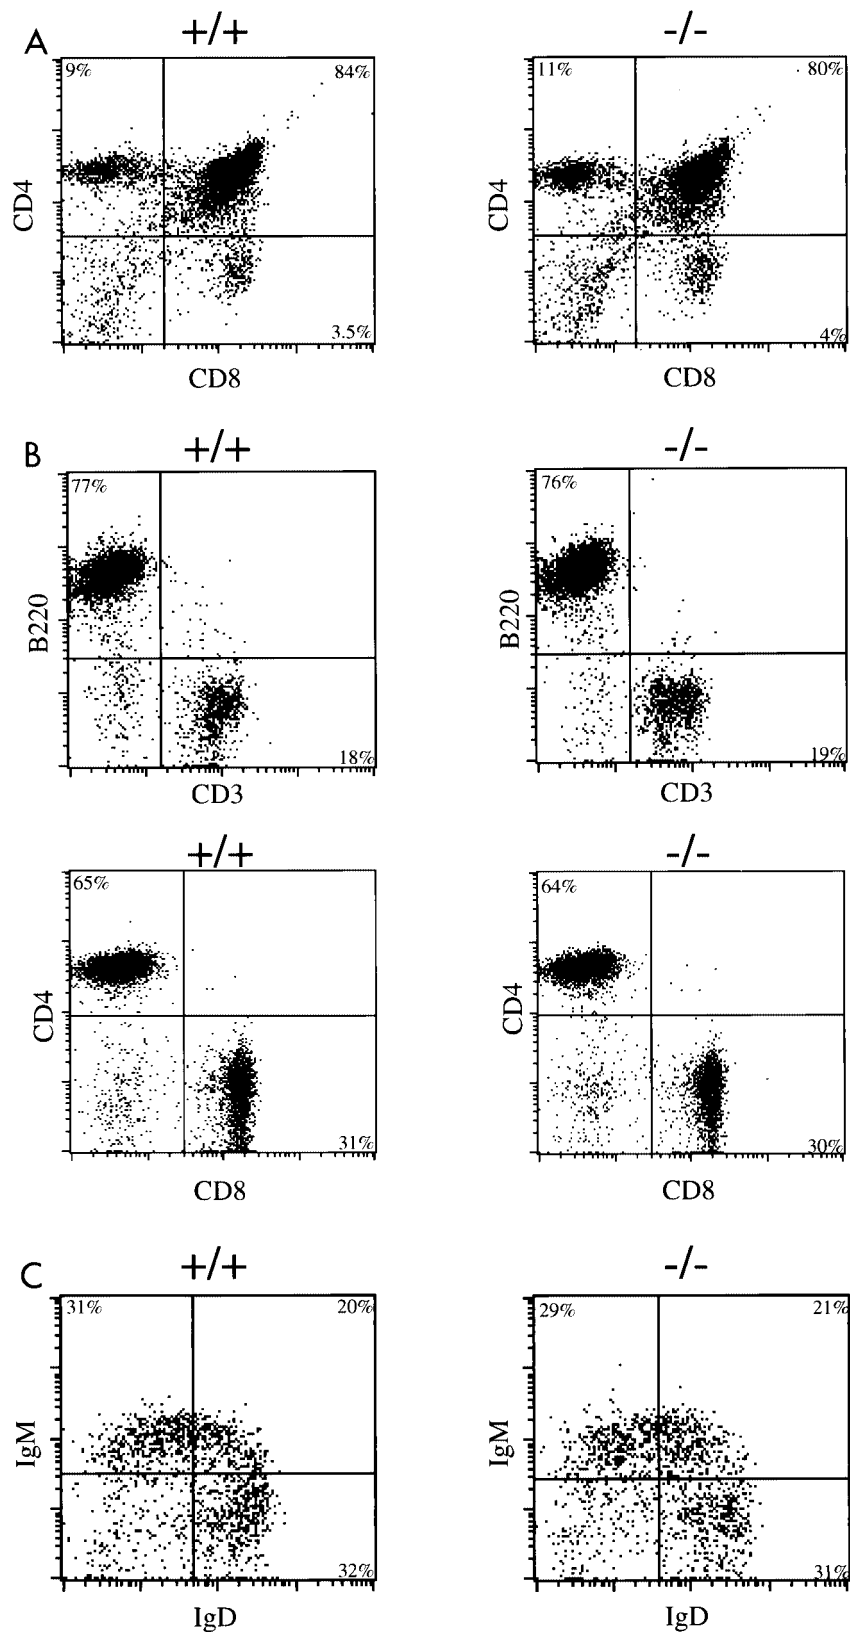 A
+/+
-/-
9%
84%
11%
80%
CD4
CD4
3.5%
4%
CD8
CD8
B
+/+
-/-
77%
76%
B220
B220
18%
19%
CD3
CD3
+/+
-/-
65%
64%
CD4
CD4
31%
30%
CD8
CD8
C
+/+
-/-
31%
20%
29%
21%
IgM
IgM
32%
31%
IgD
IgD